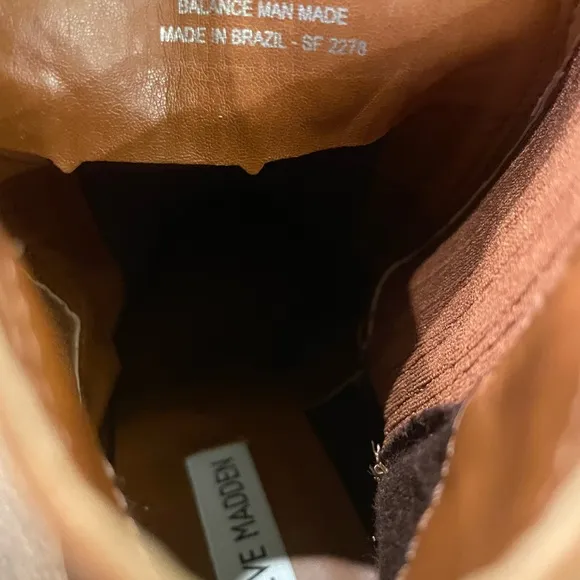 BALANCE MAN MADE
MADE IN BRAZIL - SF 2278
VE MADDEN